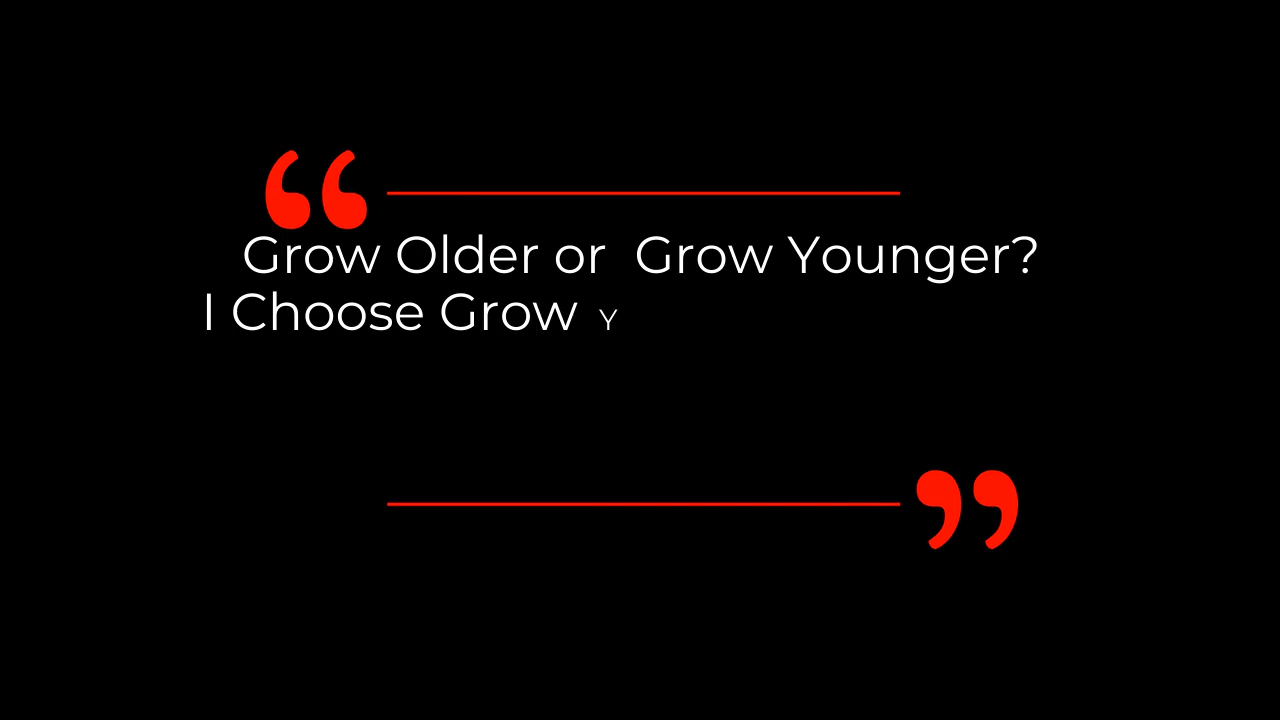 “
Grow Older or  Grow Younger?
I Choose Grow Y
”